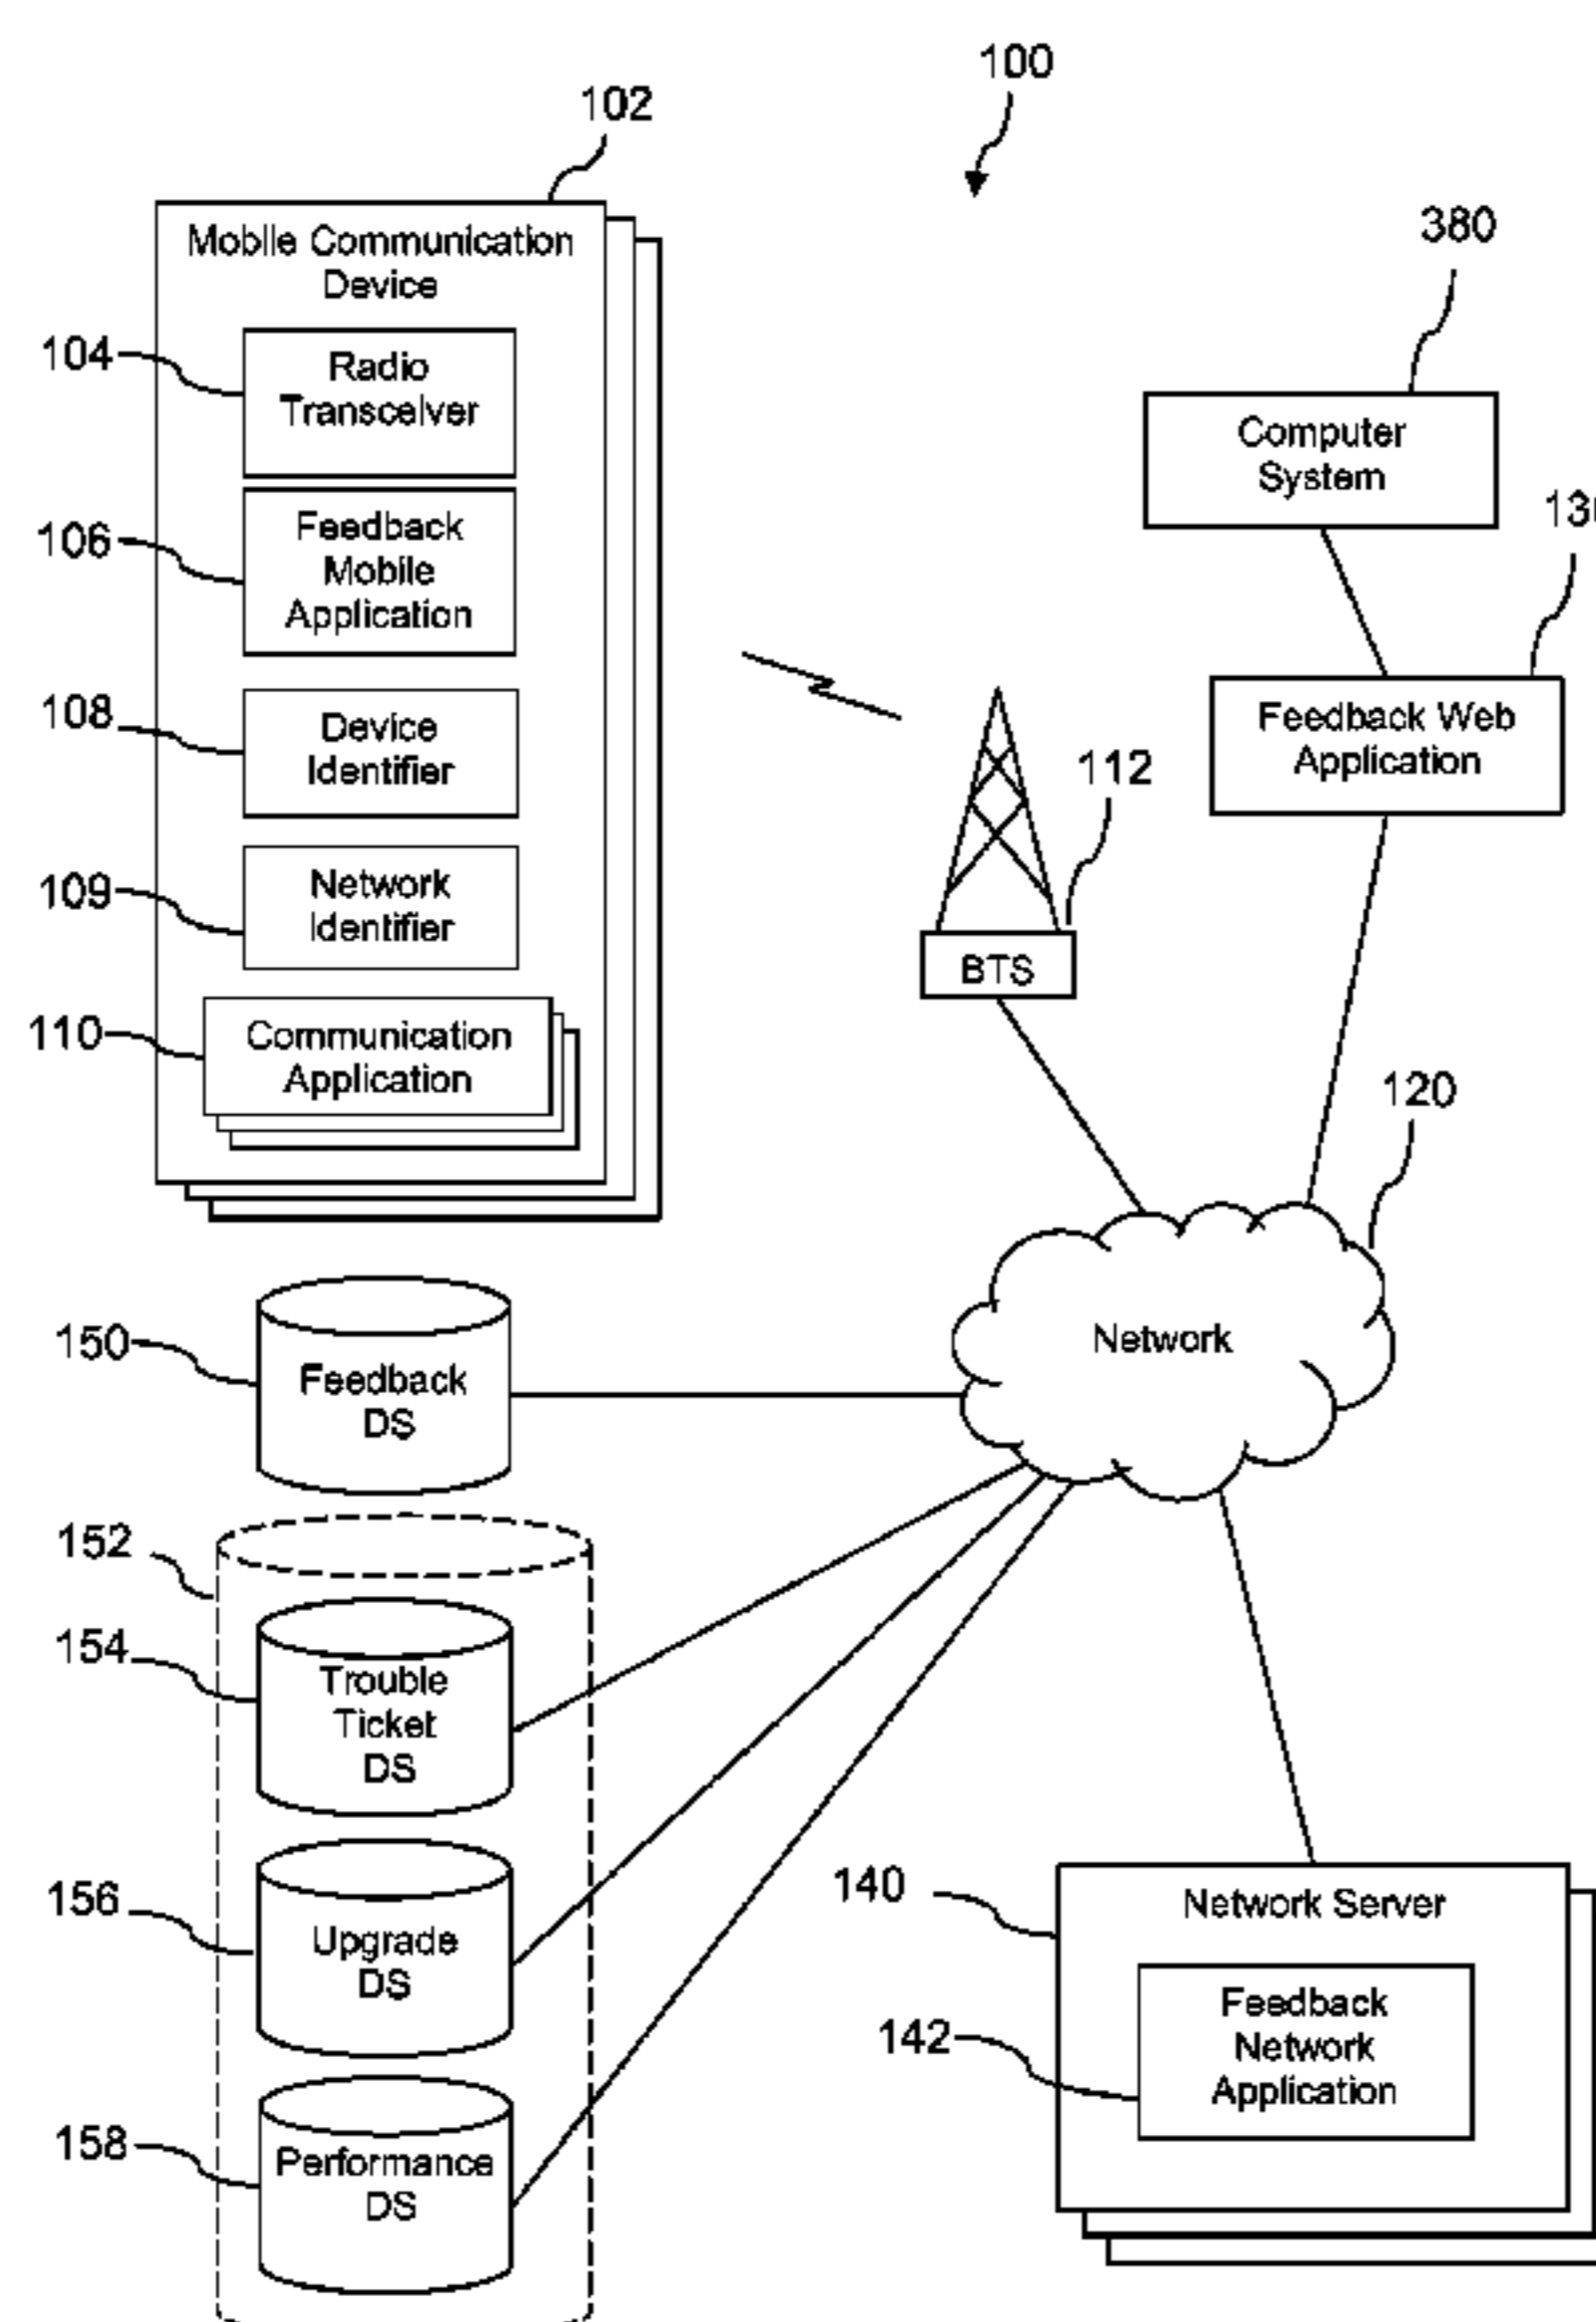 100
102
Mobile Communication
Device
380
104
Radio
Transceiver
Computer
System
106
Feedback
Mobile
Application
108
Device
Identifier
Feedback Web
Application
112
109
Network
Identifier
BTS
110
Communication
Application
120
150
Feedback
DS
Network
152
154
Trouble
Ticket
DS
156
Upgrade
DS
140
Network Server
142
Feedback
Network
Application
158
Performance
DS